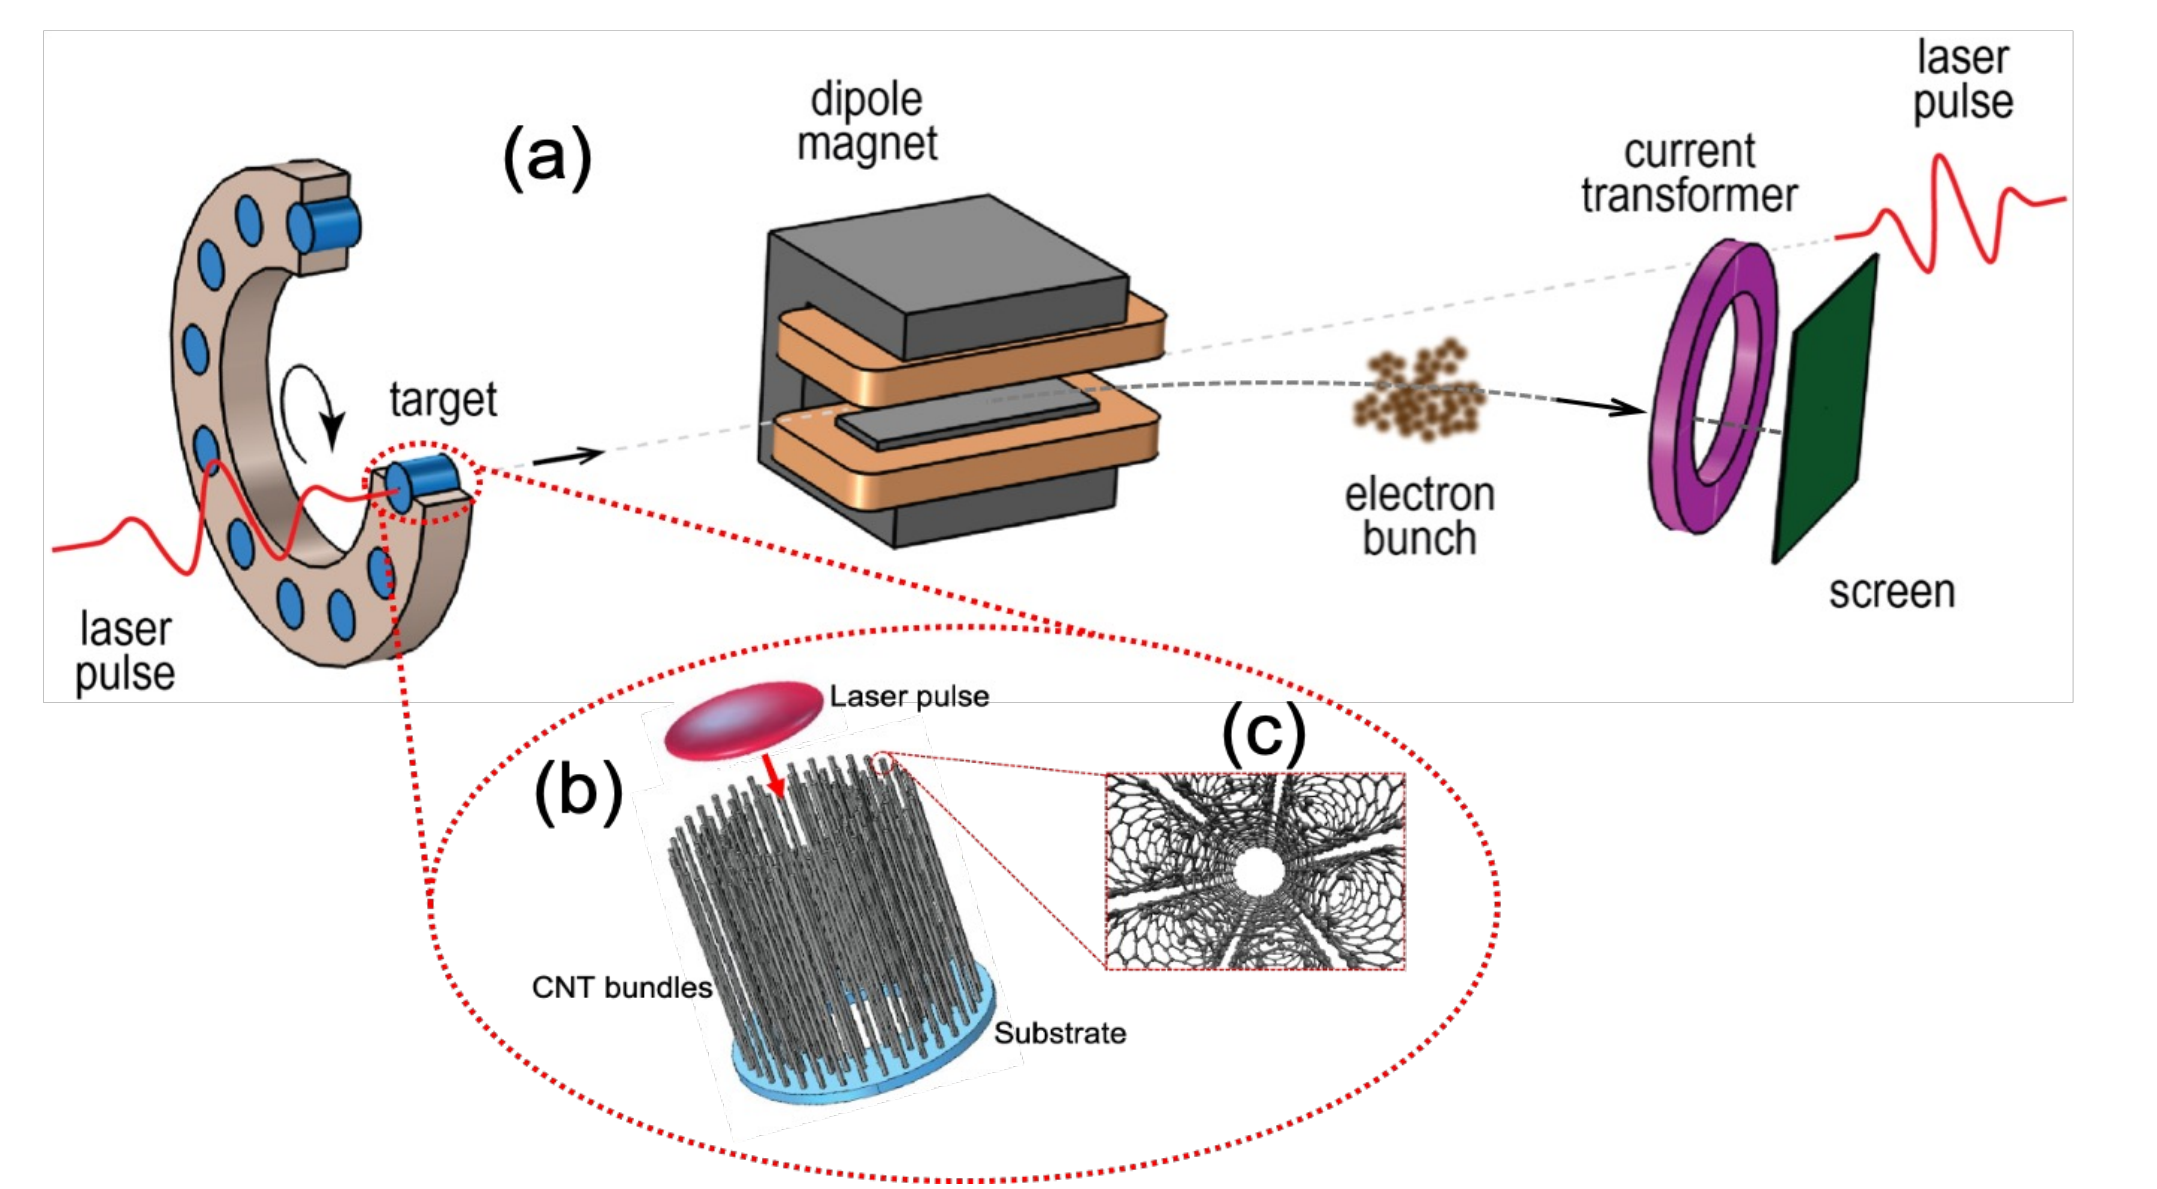 (a)
dipole
magnet
laser
pulse
current
transformer
target
electron
bunch
screen
laser
pulse
Laser pulse
(b)
(c)
CNT bundles
Substrate